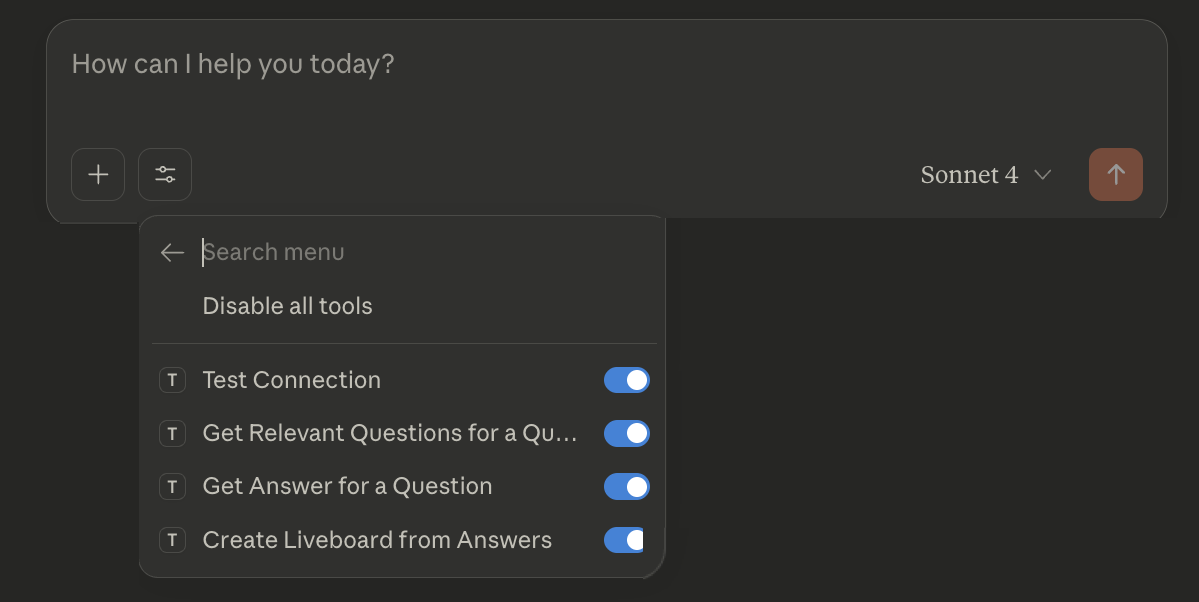 How can I help you today?
Sonnet 4
Search menu
Disable all tools
T Test Connection
T Get Relevant Questions for a Qu...
T Get Answer for a Question
T Create Liveboard from Answers